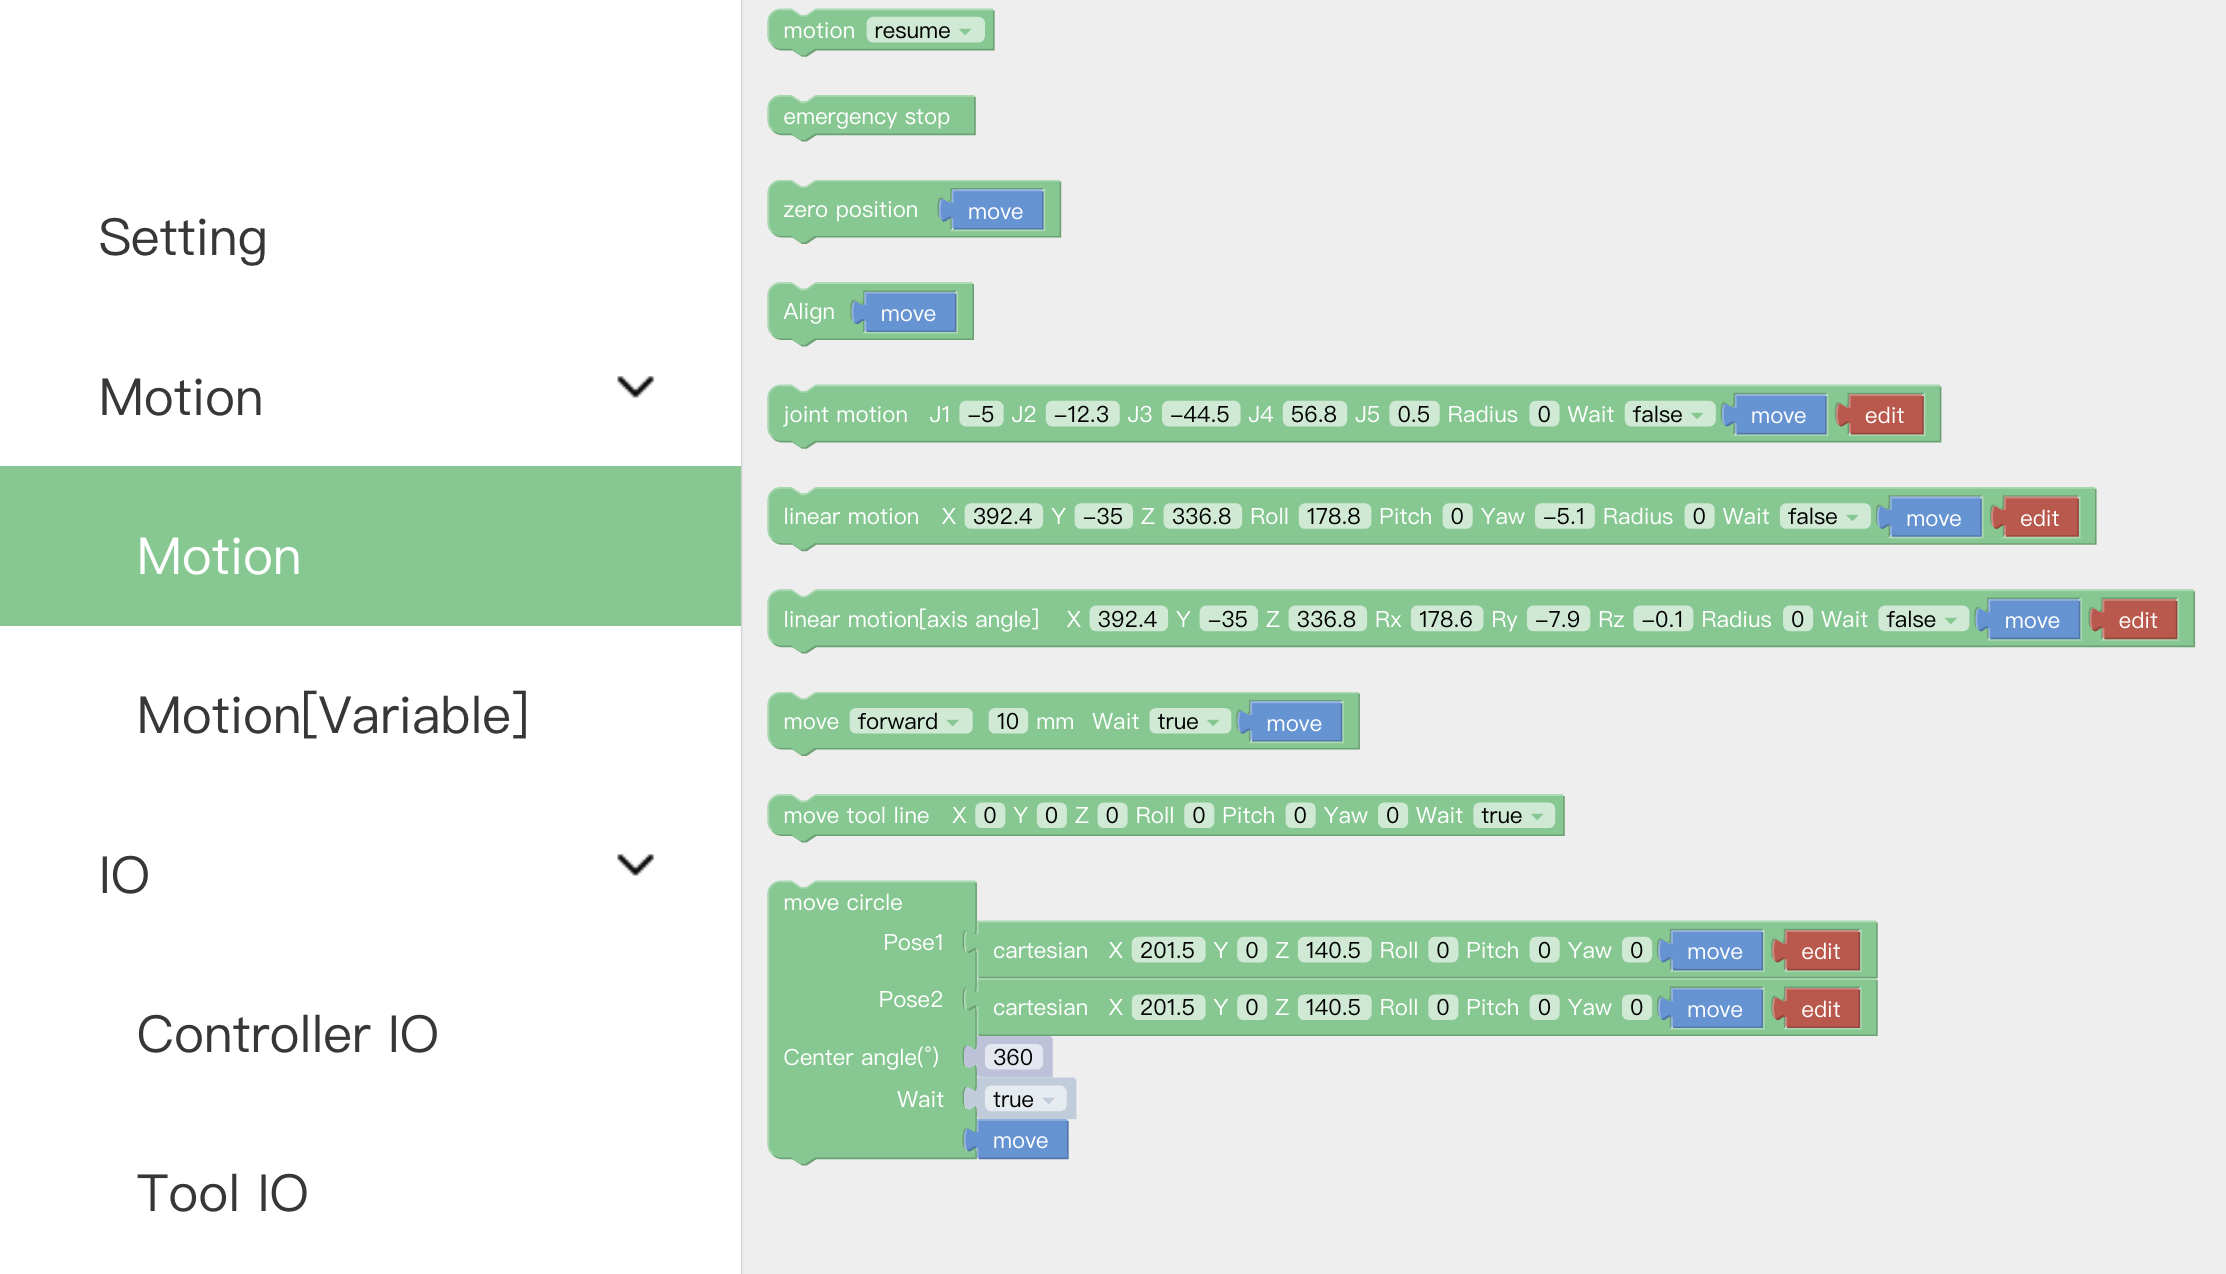 Setting
Motion
Motion
Motion[Variable]
IO
Controller IO
Tool IO
motion resume
emergency stop
zero position move
Align move
joint motion J1 –5 J2 –12.3 J3 –44.5 J4 56.8 J5 0.5 Radius 0 Wait false move edit
linear motion X 392.4 Y –35 Z 336.8 Roll 178.8 Pitch 0 Yaw –5.1 Radius 0 Wait false move edit
linear motion[axis angle] X 392.4 Y –35 Z 336.8 Rx 178.6 Ry –7.9 Rz –0.1 Radius 0 Wait false move edit
move forward 10 mm Wait true move
move tool line X 0 Y 0 Z 0 Roll 0 Pitch 0 Yaw 0 Wait true
move circle
Pose1 cartesian X 201.5 Y 0 Z 140.5 Roll 0 Pitch 0 Yaw 0 move edit
Pose2 cartesian X 201.5 Y 0 Z 140.5 Roll 0 Pitch 0 Yaw 0 move edit
Center angle(°) 360
Wait true
move